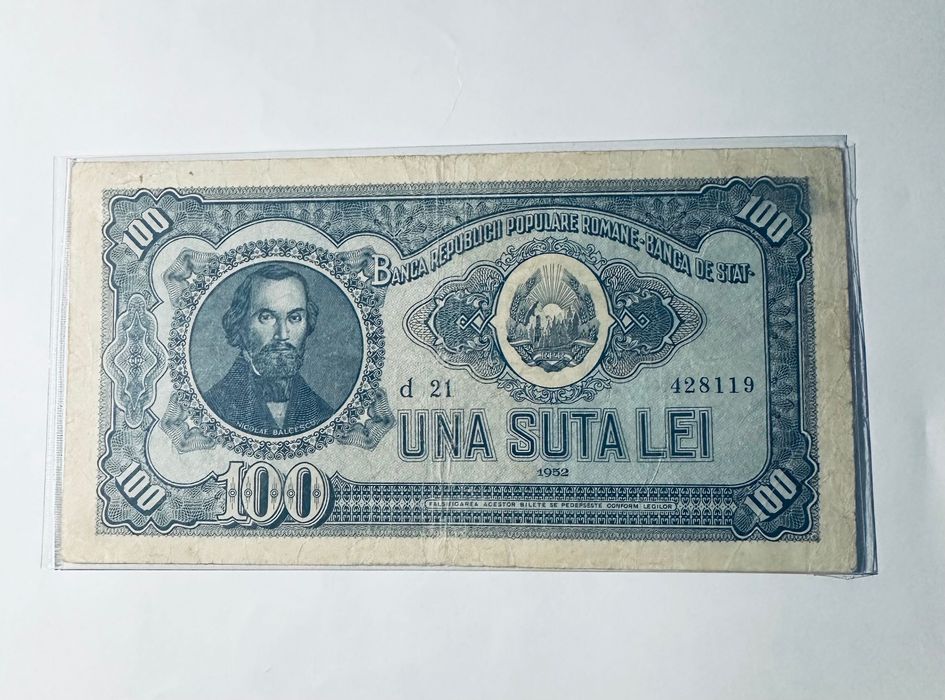 100
100
BANCA REPUBLICII POPULARE ROMANE-BANCA DE STAT-
NICOLAE BALCESCU
d 21
428119
UNA SUTA LEI
1952
100
100
100
FALSIFICAREA ACESTOR BILETE SE PEDEPSESTE CONFORM LEGILOR